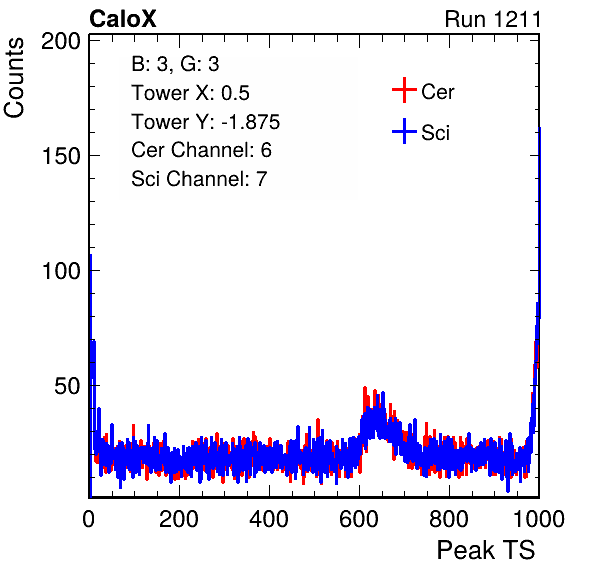 CaloX Run 1211
Counts
200
150
100
50
B: 3, G: 3
Tower X: 0.5
Tower Y: -1.875
Cer Channel: 6
Sci Channel: 7
Cer
Sci
0 200 400 600 800 1000
Peak TS